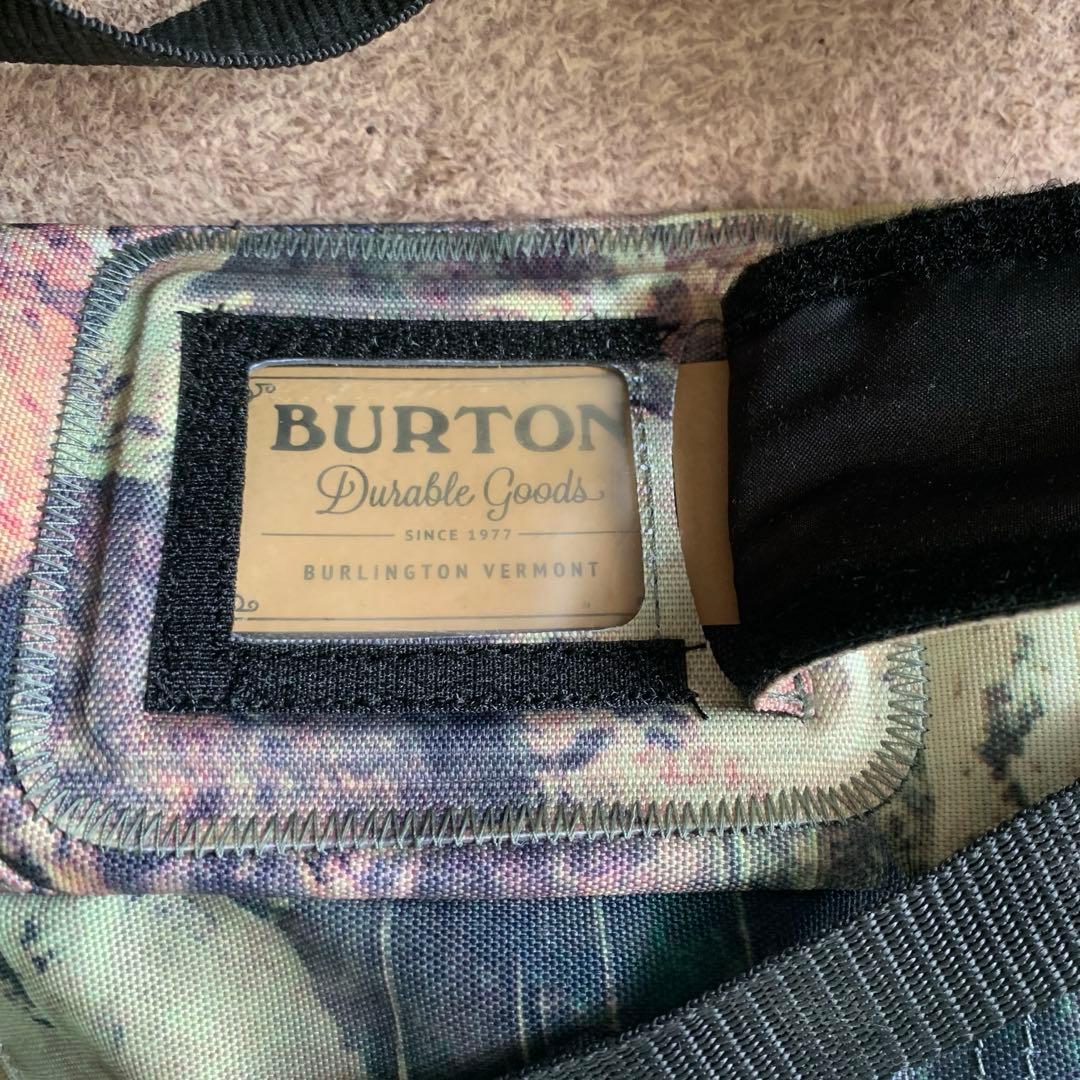 BURTON
Durable Goods
SINCE 1977
BURLINGTON VERMONT